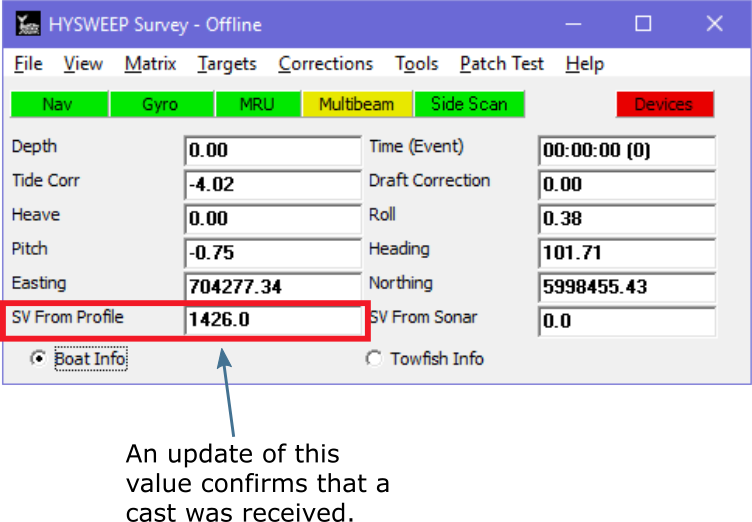 HYSWEEP Survey - Offline
File View Matrix Targets Corrections Tools Patch Test Help
Nav Gyro MRU Multibeam Side Scan Devices
Depth 0.00 Time (Event) 00:00:00 (0)
Tide Corr -4.02 Draft Correction 0.00
Heave 0.00 Roll 0.38
Pitch -0.75 Heading 101.71
Easting 704277.34 Northing 5998455.43
SV From Profile 1426.0 SV From Sonar 0.0
Boat Info Towfish Info
An update of this
value confirms that a
cast was received.